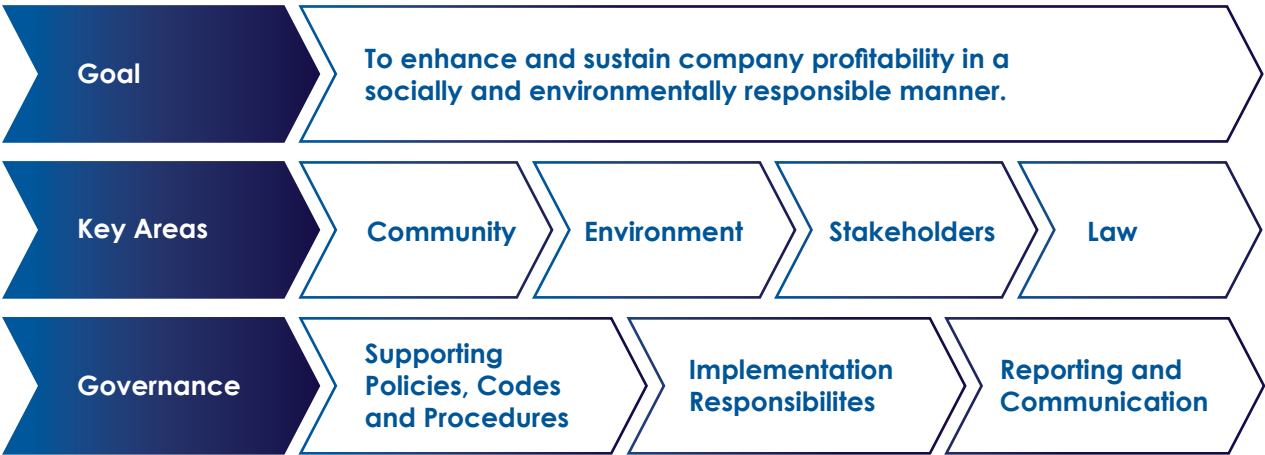 Goal
To enhance and sustain company profitability in a
socially and environmentally responsible manner.
Key Areas
Community
Environment
Stakeholders
Law
Governance
Supporting
Policies, Codes
and Procedures
Implementation
Responsibilites
Reporting and
Communication